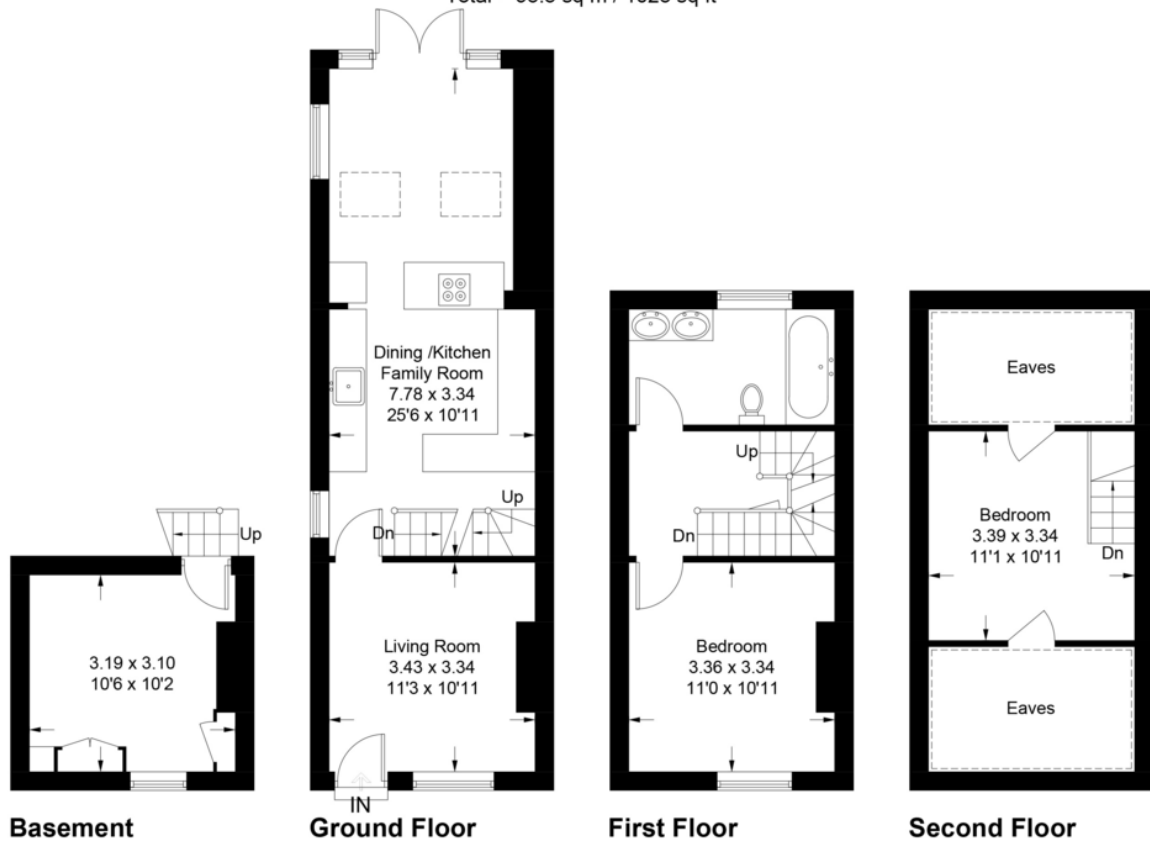 Dining /Kitchen
Family Room
7.78 x 3.34
25'6 x 10'11
Up
Dn
Living Room
3.43 x 3.34
11'3 x 10'11
IN
Up
3.19 x 3.10
10'6 x 10'2
Up
Dn
Bedroom
3.36 x 3.34
11'0 x 10'11
Eaves
Bedroom
3.39 x 3.34
11'1 x 10'11
Dn
Eaves
Basement
Ground Floor
First Floor
Second Floor